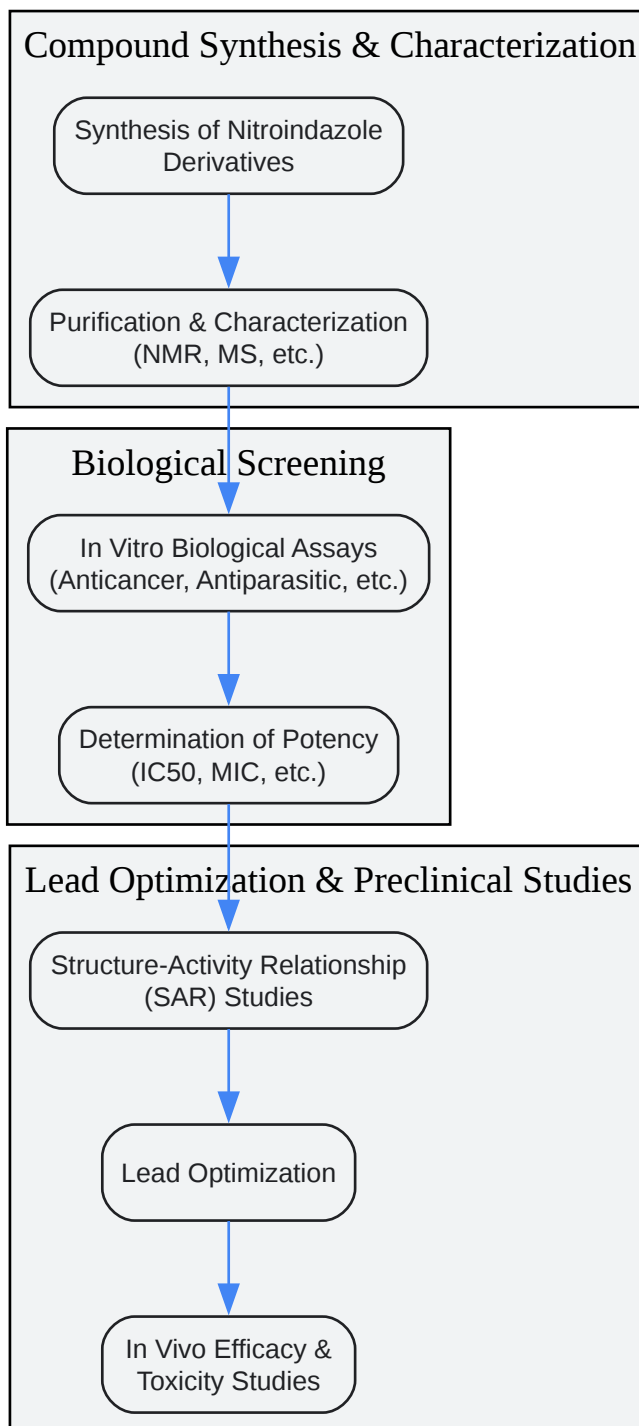 Compound Synthesis & Characterization
Synthesis of Nitroindazole
Derivatives
Purification & Characterization
(NMR, MS, etc.)
Biological Screening
In Vitro Biological Assays
(Anticancer, Antiparasitic, etc.)
Determination of Potency
(IC50, MIC, etc.)
Lead Optimization & Preclinical Studies
Structure-Activity Relationship
(SAR) Studies
Lead Optimization
In Vivo Efficacy &
Toxicity Studies